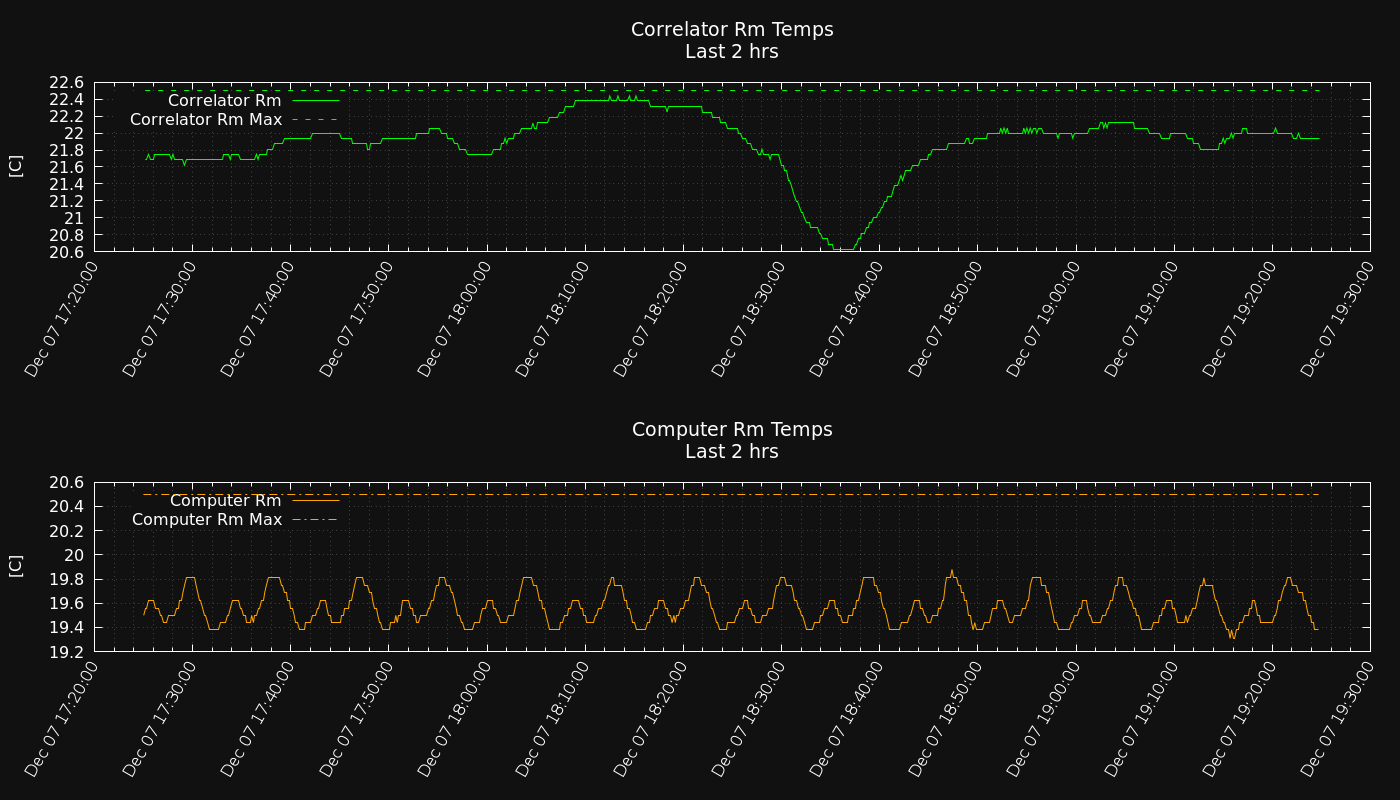 Correlator Rm Temps
Last 2 hrs
22.6
22.4
22.2
22
21.8
21.6
21.4
21.2
21
20.8
20.6
[C]
Correlator Rm
Correlator Rm Max
Dec 07 17:20:00
Dec 07 17:30:00
Dec 07 17:40:00
Dec 07 17:50:00
Dec 07 18:00:00
Dec 07 18:10:00
Dec 07 18:20:00
Dec 07 18:30:00
Dec 07 18:40:00
Dec 07 18:50:00
Dec 07 19:00:00
Dec 07 19:10:00
Dec 07 19:20:00
Dec 07 19:30:00
Computer Rm Temps
Last 2 hrs
20.6
20.4
20.2
20
19.8
19.6
19.4
19.2
[C]
Computer Rm
Computer Rm Max
Dec 07 17:20:00
Dec 07 17:30:00
Dec 07 17:40:00
Dec 07 17:50:00
Dec 07 18:00:00
Dec 07 18:10:00
Dec 07 18:20:00
Dec 07 18:30:00
Dec 07 18:40:00
Dec 07 18:50:00
Dec 07 19:00:00
Dec 07 19:10:00
Dec 07 19:20:00
Dec 07 19:30:00